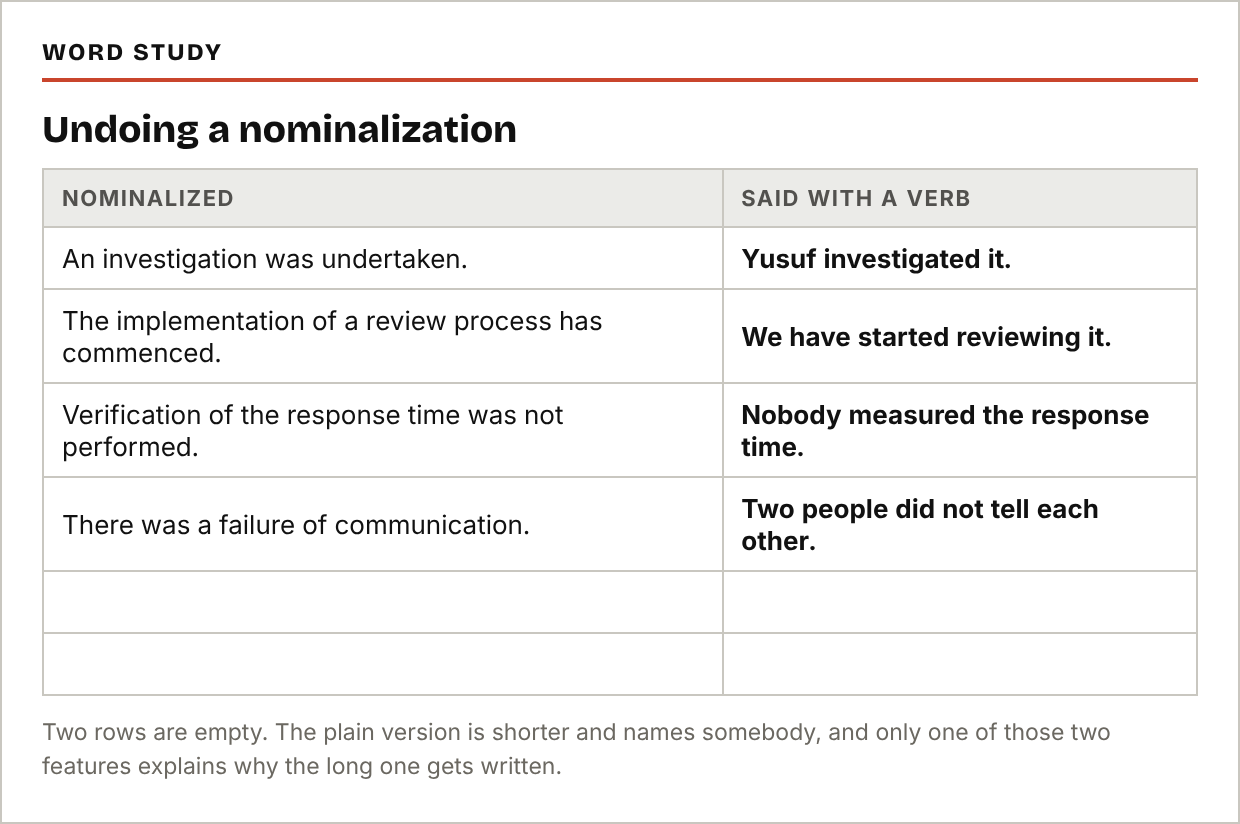 WORD STUDY
Undoing a nominalization
NOMINALIZED
SAID WITH A VERB
An investigation was undertaken.
Yusuf investigated it.
The implementation of a review process has
commenced.
We have started reviewing it.
Verification of the response time was not
performed.
Nobody measured the response
time.
There was a failure of communication.
Two people did not tell each
other.
Two rows are empty. The plain version is shorter and names somebody, and only one of those two
features explains why the long one gets written.